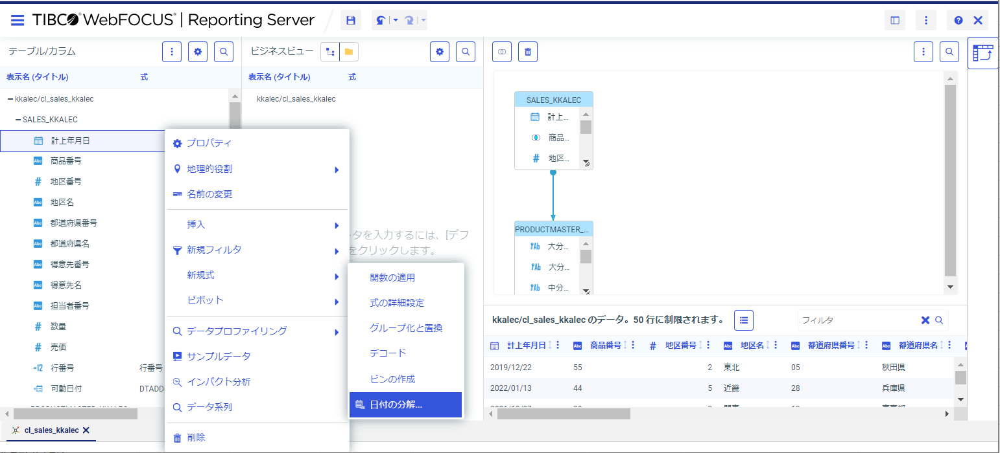 TIBCO WebFOCUS® | Reporting Server
テーブル/カラム
表示名 (タイトル) 式
kkalec/cl_sales_kkalec
SALES_KKALEC
計上年月日
商品番号
地区番号
地区名
都道府県番号
都道府県名
得意先番号
得意先名
担当者番号
数量
売価
行番号 行番号
可動日付 DTADD
cl_sales_kkalec
ビジネスビュー
表示名 (タイトル) 式
kkalec/cl_sales_kkalec
タを入力するには、[デフ
をクリックします。
プロパティ
地理的役割
名前の変更
挿入
新規フィルタ
新規式
ピボット
データプロファイリング
サンプルデータ
インパクト分析
データ系列
削除
関数の適用
式の詳細設定
グループ化と置換
デコード
ビンの作成
日付の分解...
SALES_KKALEC
計上...
商品...
地区...
PRODUCTMASTER_...
大分...
大分...
中分...
kkalec/cl_sales_kkalec のデータ。50 行に制限されます。
フィルタ
計上年月日 商品番号 地区番号 地区名 都道府県番号 都道府県名
2019/12/22 55 2 東北 05 秋田県
2022/01/13 44 5 近畿 28 兵庫県